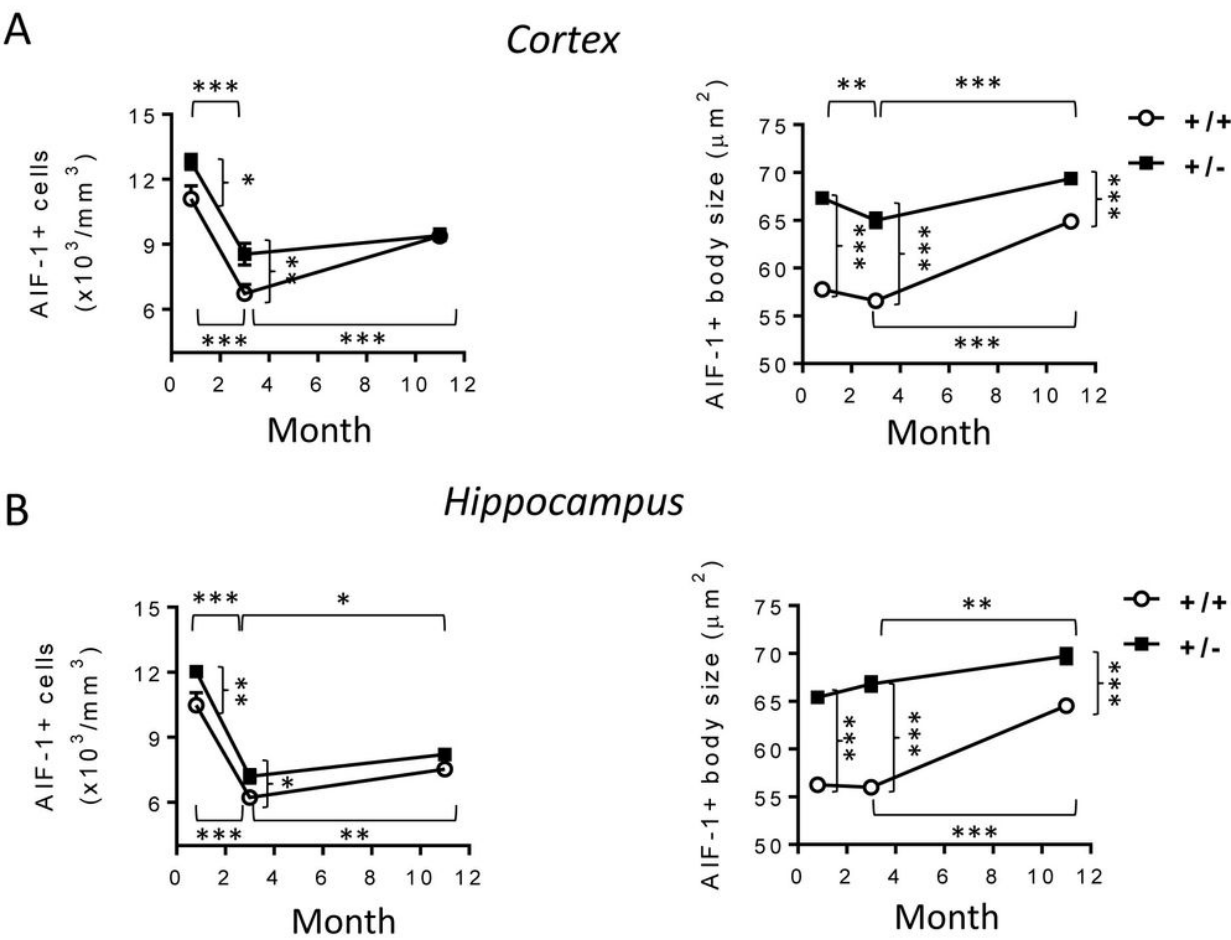 A
Cortex
***
15
12
9
6
AIF-1+ cells
(x10³/mm³)
*
**
***
***
0 2 4 6 8 10 12
Month
**
***
75
70
65
60
55
50
AIF-1+ body size (μm²)
***
***
***
***
0 2 4 6 8 10 12
Month
+/+
+/-
B
Hippocampus
***
*
15
12
9
6
AIF-1+ cells
(x10³/mm³)
**
*
***
**
0 2 4 6 8 10 12
Month
**
75
70
65
60
55
50
AIF-1+ body size (μm²)
***
***
***
***
0 2 4 6 8 10 12
Month
+/+
+/-